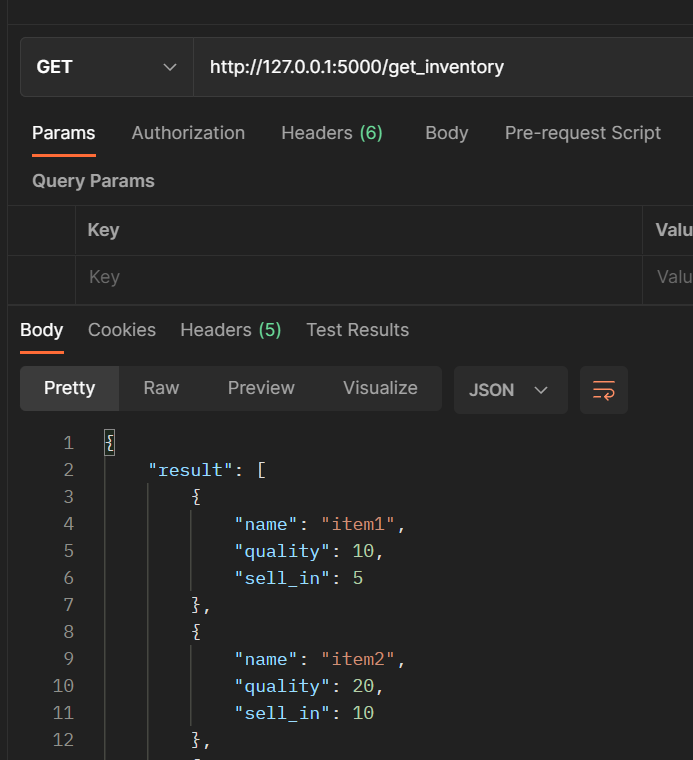 GET http://127.0.0.1:5000/get_inventory
Params Authorization Headers (6) Body Pre-request Script
Query Params
Key Valu
Key Valu
Body Cookies Headers (5) Test Results
Pretty Raw Preview Visualize JSON
1 {
2 "result": [
3 {
4 "name": "item1",
5 "quality": 10,
6 "sell_in": 5
7 },
8 {
9 "name": "item2",
10 "quality": 20,
11 "sell_in": 10
12 },